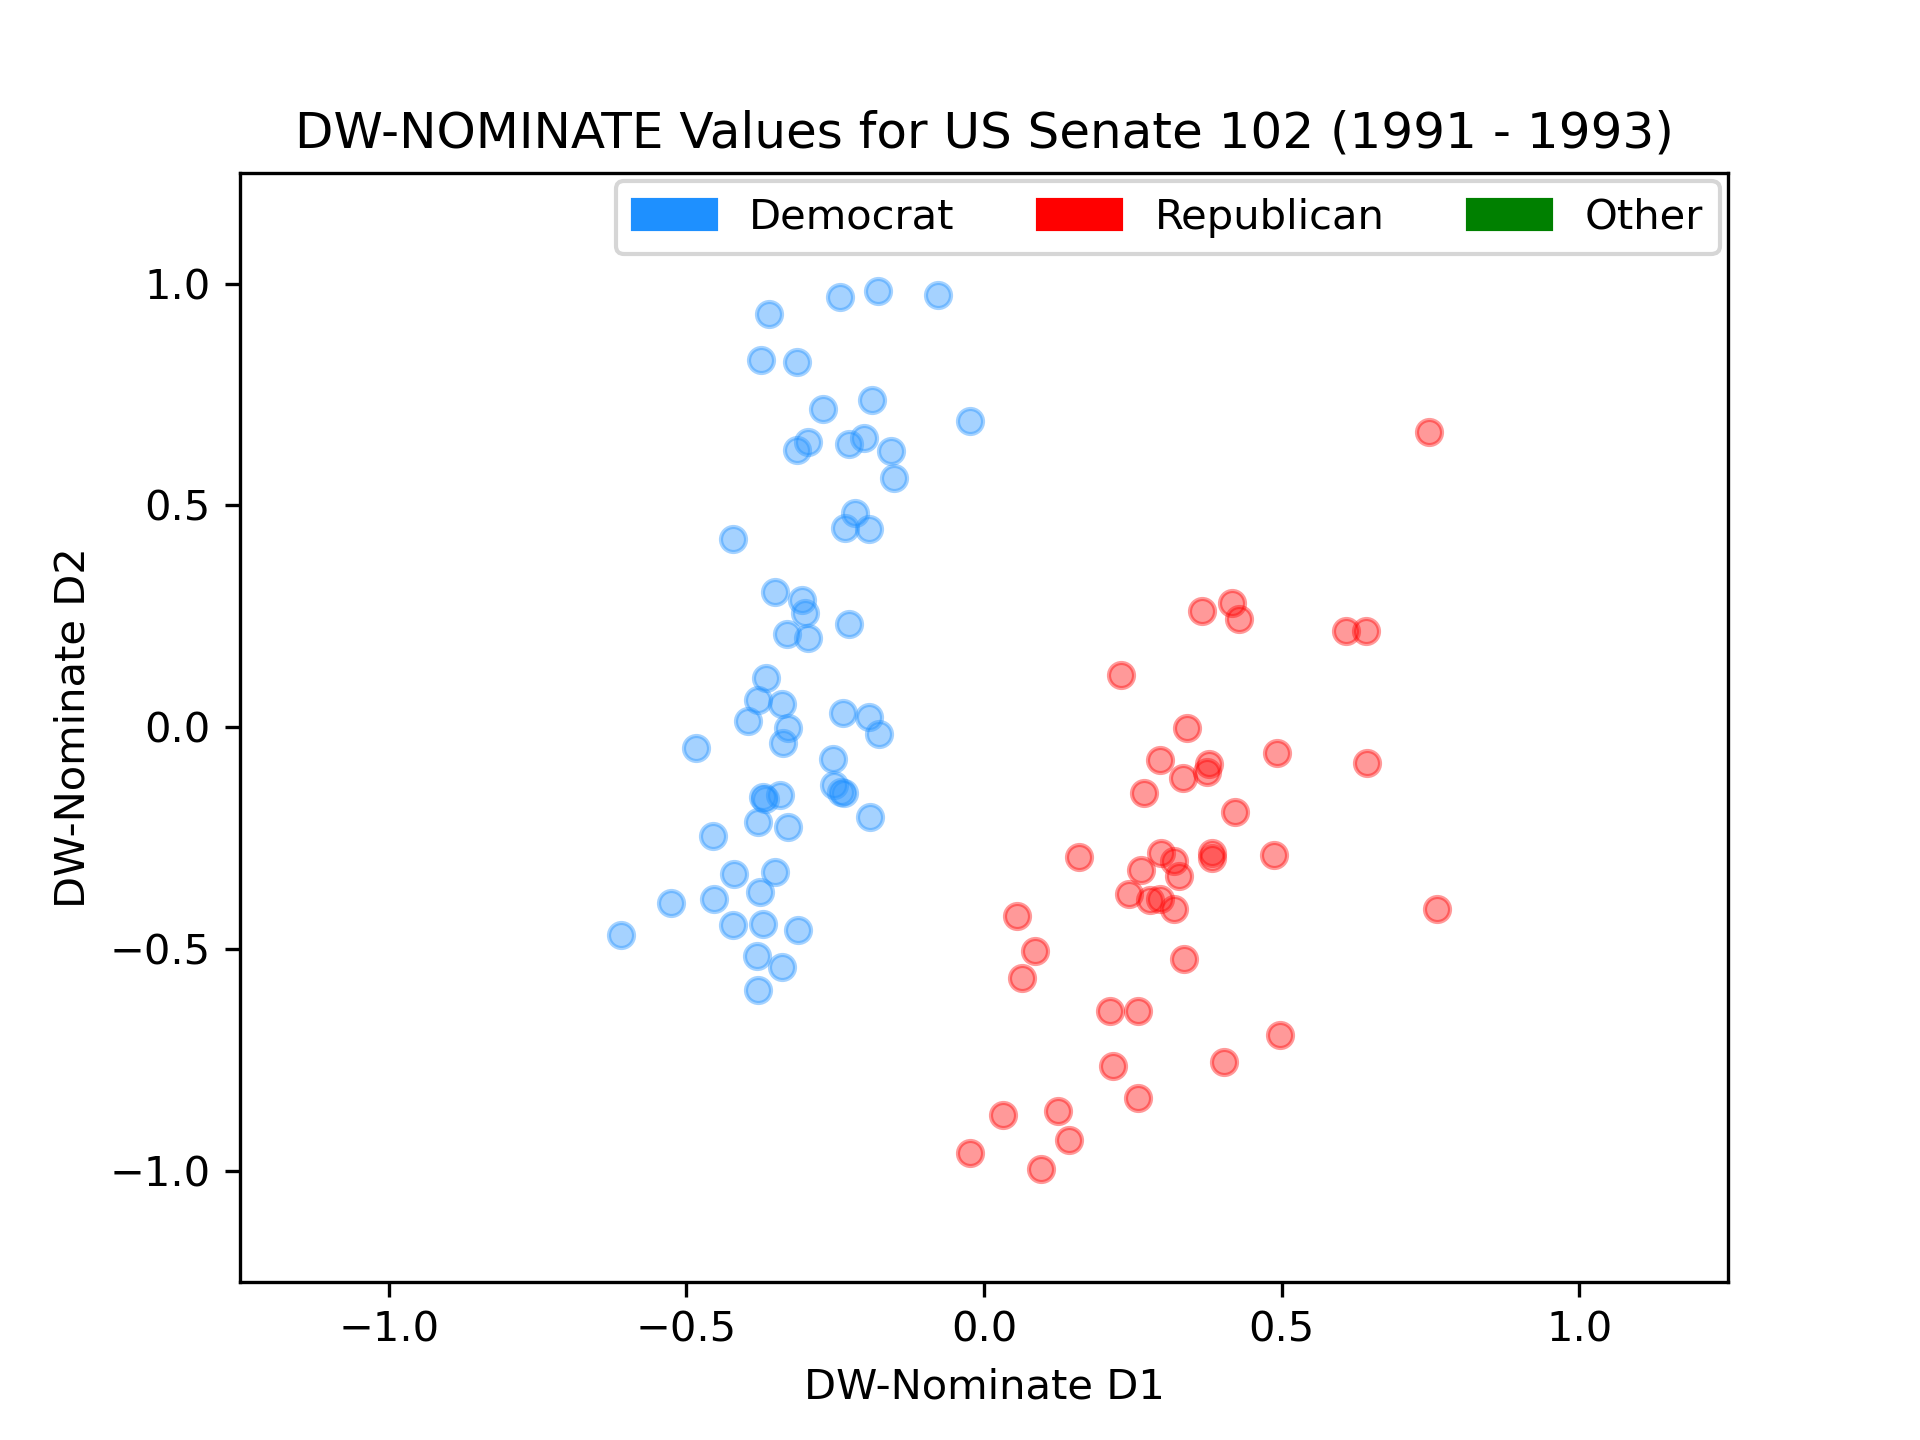 DW-NOMINATE Values for US Senate 102 (1991 - 1993)
Democrat Republican Other
1.0
0.5
0.0
−0.5
−1.0
DW-Nominate D2
−1.0 −0.5 0.0 0.5 1.0
DW-Nominate D1